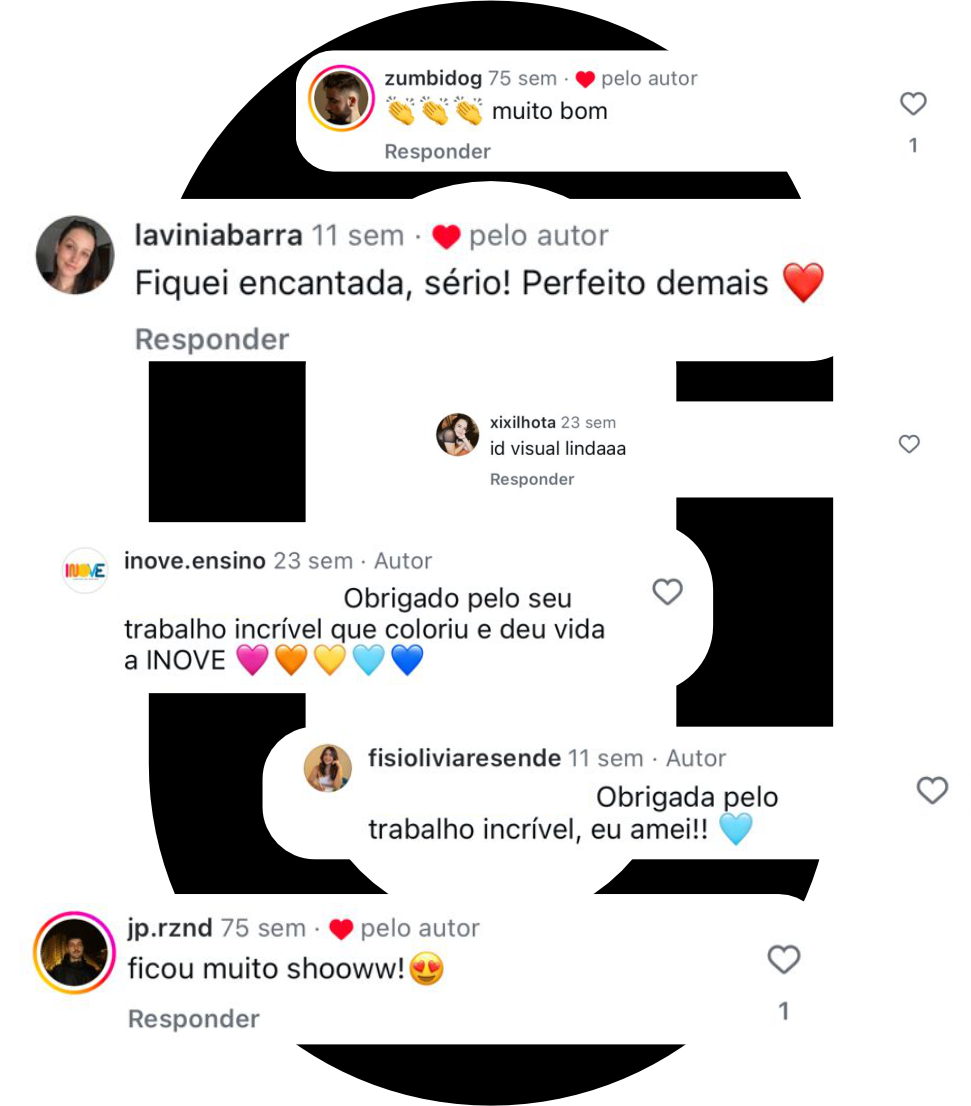 zumbidog 75 sem · ❤️ pelo autor
👏👏👏 muito bom
Responder
1
laviniabarra 11 sem · ❤️ pelo autor
Fiquei encantada, sério! Perfeito demais ❤️
Responder
xixilhota 23 sem
id visual lindaaa
Responder
INOVE
inove.ensino 23 sem · Autor
Obrigado pelo seu
trabalho incrível que coloriu e deu vida
a INOVE 🩷🧡💛🩵💙
fisioliviaresende 11 sem · Autor
Obrigada pelo
trabalho incrível, eu amei!! 🩵
jp.rznd 75 sem · ❤️ pelo autor
ficou muito shooww!😍
Responder
1